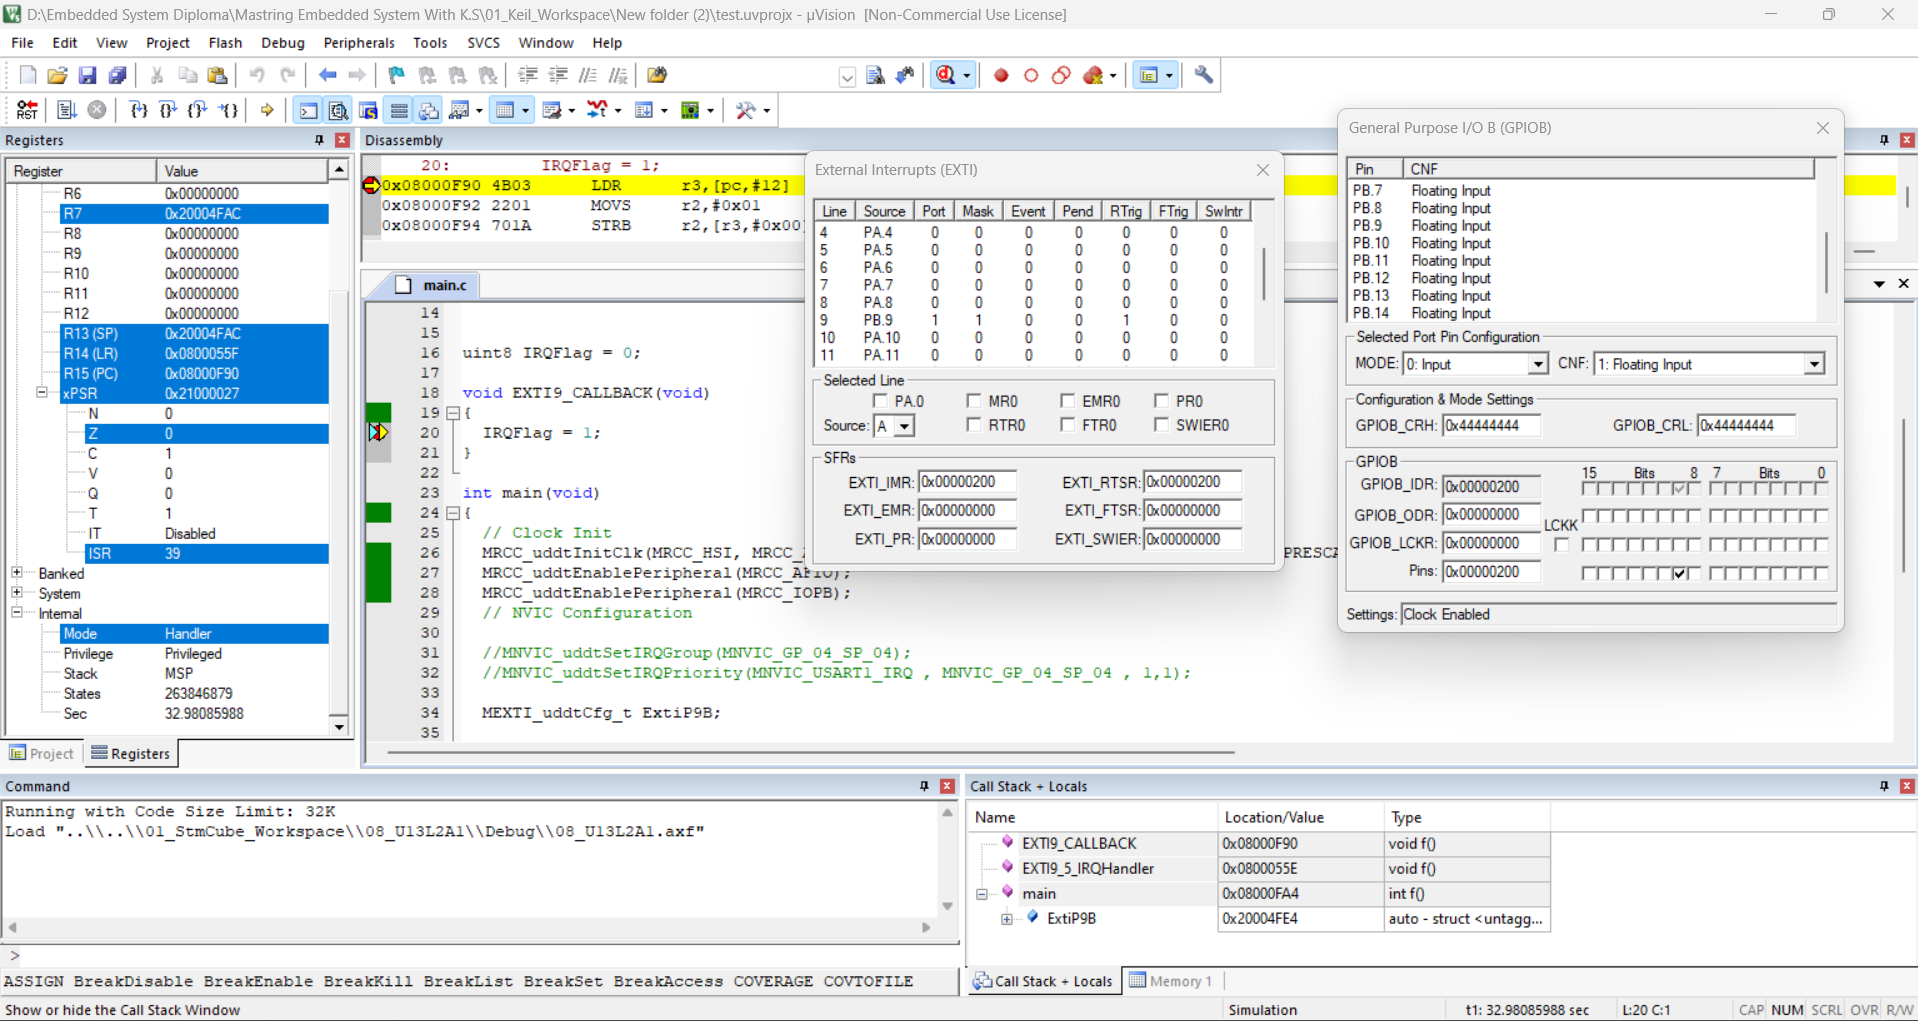 D:\Embedded System Diploma\Mastring Embedded System With K.S\01_Keil_Workspace\New folder (2)\test.uvprojx - µVision [Non-Commercial Use License]
File Edit View Project Flash Debug Peripherals Tools SVCS Window Help
RST
Registers
Register Value
R6 0x00000000
R7 0x20004FAC
R8 0x00000000
R9 0x00000000
R10 0x00000000
R11 0x00000000
R12 0x00000000
R13 (SP) 0x20004FAC
R14 (LR) 0x0800055F
R15 (PC) 0x08000F90
xPSR 0x21000027
N 0
Z 0
C 1
V 0
Q 0
T 1
IT Disabled
ISR 39
Banked
System
Internal
Mode Handler
Privilege Privileged
Stack MSP
States 263846879
Sec 32.98085988
Project Registers
Disassembly
20: IRQFlag = 1;
0x08000F90 4B03 LDR r3,[pc,#12]
0x08000F92 2201 MOVS r2,#0x01
0x08000F94 701A STRB r2,[r3,#0x00]
main.c
14
15
16 uint8 IRQFlag = 0;
17
18 void EXTI9_CALLBACK(void)
19 {
20 IRQFlag = 1;
21 }
22
23 int main(void)
24 {
25 // Clock Init
26 MRCC_uddtInitClk(MRCC_HSI, MRCC_ PRESCA
27 MRCC_uddtEnablePeripheral(MRCC_AFIO);
28 MRCC_uddtEnablePeripheral(MRCC_IOPB);
29 // NVIC Configuration
30
31 //MNVIC_uddtSetIRQGroup(MNVIC_GP_04_SP_04);
32 //MNVIC_uddtSetIRQPriority(MNVIC_USART1_IRQ , MNVIC_GP_04_SP_04 , 1,1);
33
34 MEXTI_uddtCfg_t ExtiP9B;
35
External Interrupts (EXTI)
Line Source Port Mask Event Pend RTrig FTrig SwIntr
4 PA.4 0 0 0 0 0 0 0
5 PA.5 0 0 0 0 0 0 0
6 PA.6 0 0 0 0 0 0 0
7 PA.7 0 0 0 0 0 0 0
8 PA.8 0 0 0 0 0 0 0
9 PB.9 1 1 0 0 1 0 0
10 PA.10 0 0 0 0 0 0 0
11 PA.11 0 0 0 0 0 0 0
Selected Line
PA.0 MR0 EMR0 PR0
Source: A RTR0 FTR0 SWIER0
SFRs
EXTI_IMR: 0x00000200 EXTI_RTSR: 0x00000200
EXTI_EMR: 0x00000000 EXTI_FTSR: 0x00000000
EXTI_PR: 0x00000000 EXTI_SWIER: 0x00000000
General Purpose I/O B (GPIOB)
Pin CNF
PB.7 Floating Input
PB.8 Floating Input
PB.9 Floating Input
PB.10 Floating Input
PB.11 Floating Input
PB.12 Floating Input
PB.13 Floating Input
PB.14 Floating Input
Selected Port Pin Configuration
MODE: 0: Input CNF: 1: Floating Input
Configuration & Mode Settings
GPIOB_CRH: 0x44444444 GPIOB_CRL: 0x44444444
GPIOB
15 Bits 8 7 Bits 0
GPIOB_IDR: 0x00000200
GPIOB_ODR: 0x00000000
LCKK
GPIOB_LCKR: 0x00000000
Pins: 0x00000200
Settings: Clock Enabled
Command
Running with Code Size Limit: 32K
Load "..\\..\\01_StmCube_Workspace\\08_U13L2A1\\Debug\\08_U13L2A1.axf"
>
ASSIGN BreakDisable BreakEnable BreakKill BreakList BreakSet BreakAccess COVERAGE COVTOFILE
Call Stack + Locals
Name Location/Value Type
EXTI9_CALLBACK 0x08000F90 void f()
EXTI9_5_IRQHandler 0x0800055E void f()
main 0x08000FA4 int f()
ExtiP9B 0x20004FE4 auto - struct <untagg...
Call Stack + Locals Memory 1
Show or hide the Call Stack Window Simulation t1: 32.98085988 sec L:20 C:1 CAP NUM SCRL OVR R/W